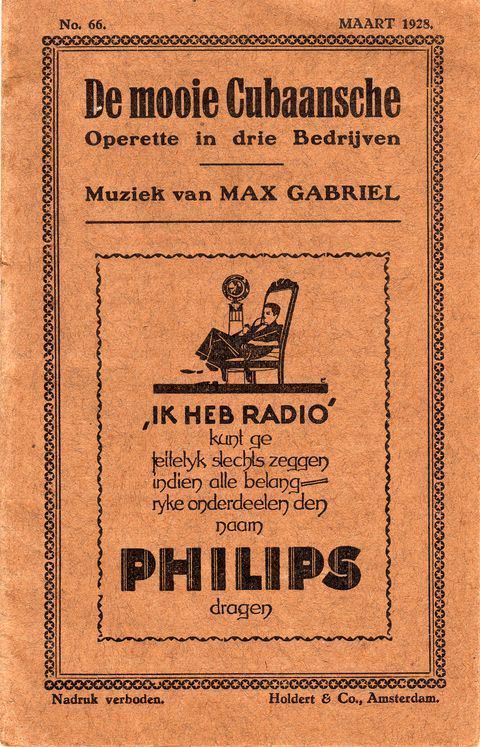 No. 66. MAART 1928.
De mooie Cubaansche
Operette in drie Bedrijven
Muziek van MAX GABRIEL
‚IK HEB RADIO'
kunt ge
feitelyk slechts zeggen
indien alle belang=
ryke onderdeelen den
naam
PHILIPS
dragen
Nadruk verboden. Holdert & Co., Amsterdam.